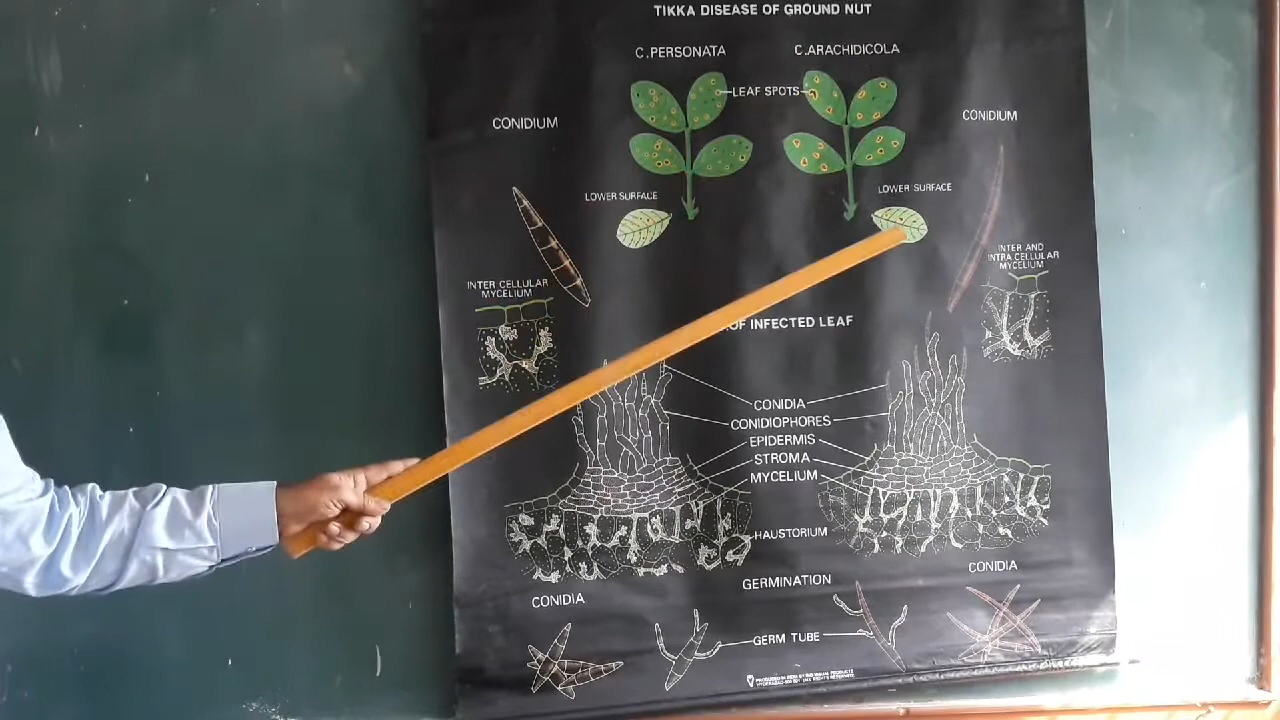 TIKKA DISEASE OF GROUND NUT
C.PERSONATA
C.ARACHIDICOLA
LEAF SPOTS
CONIDIUM
CONIDIUM
LOWER SURFACE
LOWER SURFACE
INTER CELLULAR
MYCELIUM
INTER AND
INTRA CELLULAR
MYCELIUM
OF INFECTED LEAF
CONIDIA
CONIDIOPHORES
EPIDERMIS
STROMA
MYCELIUM
HAUSTORIUM
GERMINATION
CONIDIA
CONIDIA
GERM TUBE